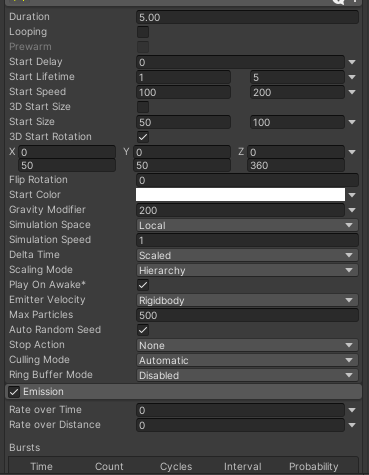 Duration 5.00
Looping
Prewarm
Start Delay 0
Start Lifetime 1 5
Start Speed 100 200
3D Start Size
Start Size 50 100
3D Start Rotation
X 0 Y 0 Z 0
50 50 360
Flip Rotation 0
Start Color
Gravity Modifier 200
Simulation Space Local
Simulation Speed 1
Delta Time Scaled
Scaling Mode Hierarchy
Play On Awake*
Emitter Velocity Rigidbody
Max Particles 500
Auto Random Seed
Stop Action None
Culling Mode Automatic
Ring Buffer Mode Disabled
Emission
Rate over Time 0
Rate over Distance 0
Bursts
Time Count Cycles Interval Probability